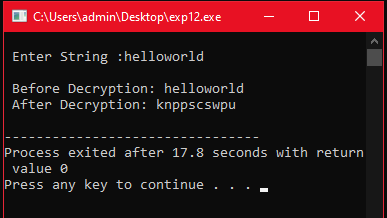 C:\Users\admin\Desktop\exp12.exe
Enter String :helloworld
Before Decryption: helloworld
After Decryption: knppscswpu
--------------------------------
Process exited after 17.8 seconds with return
value 0
Press any key to continue . . .